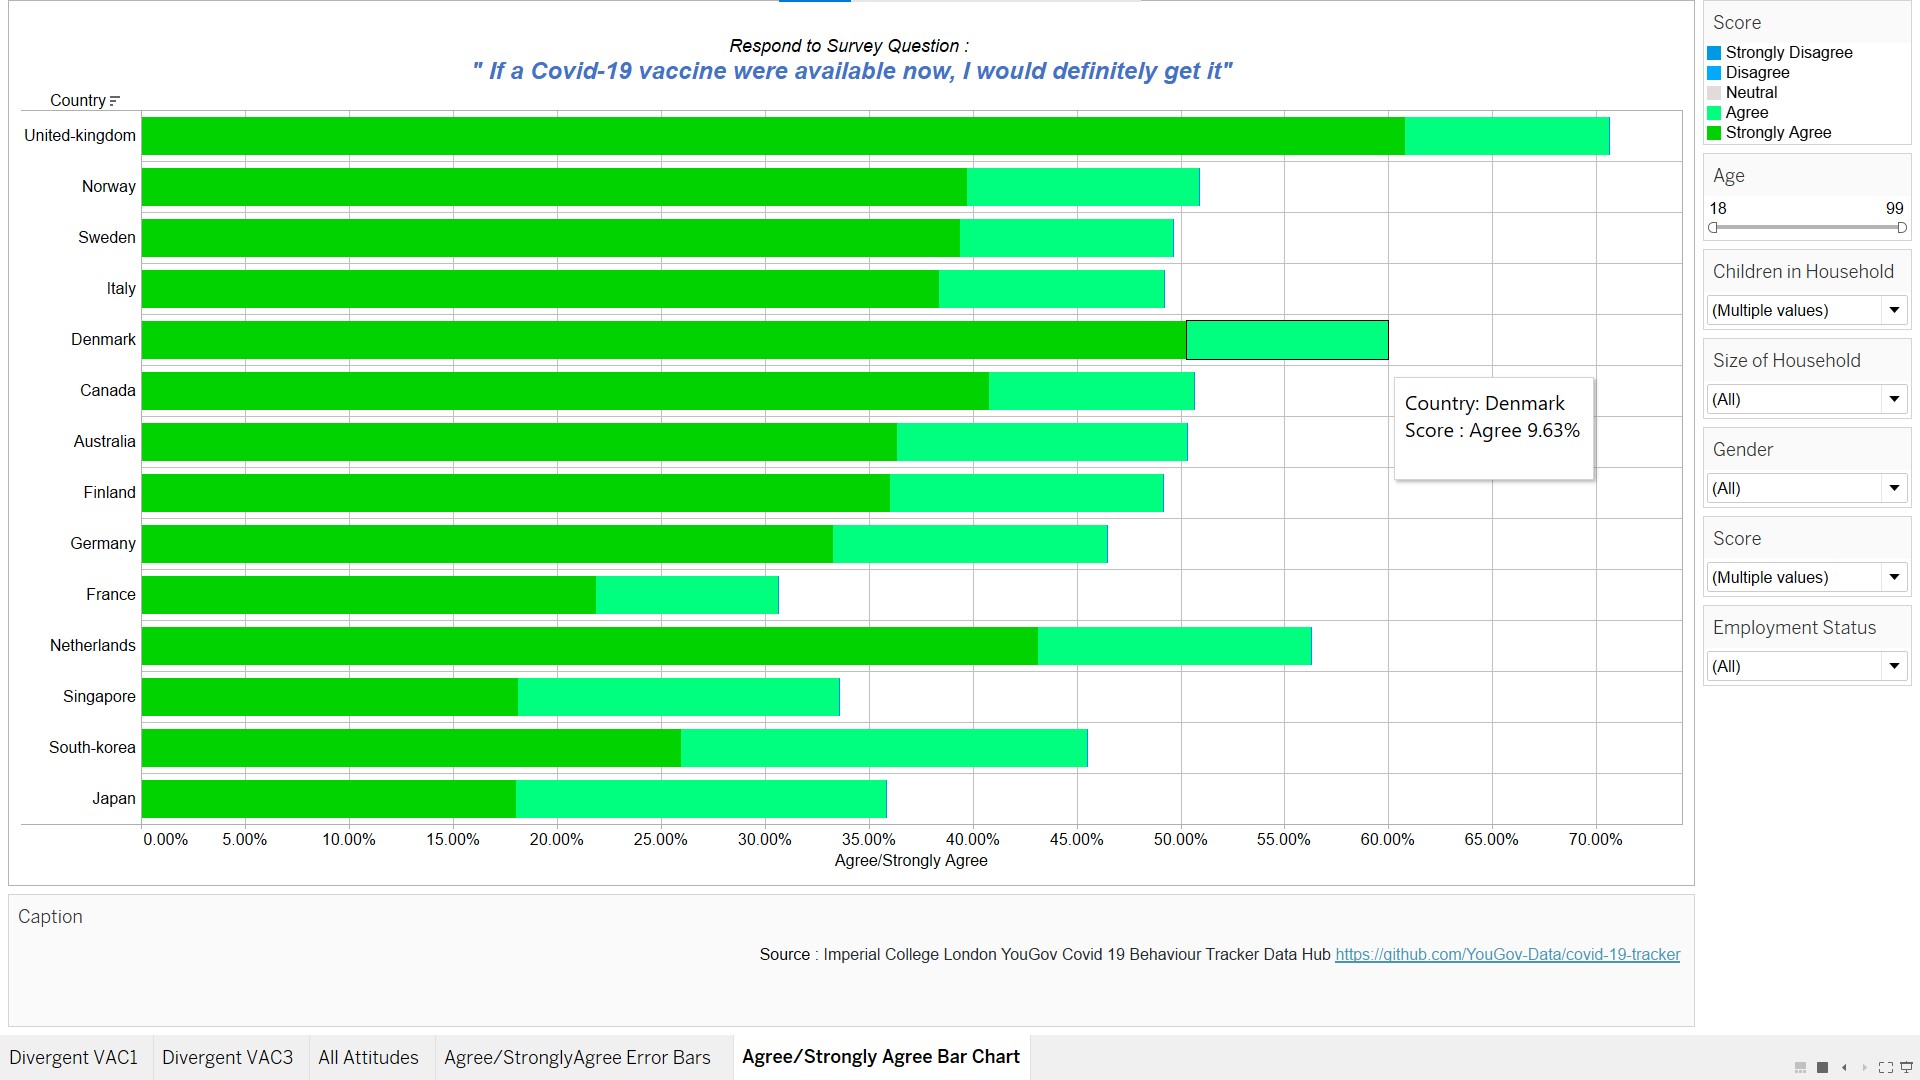 Respond to Survey Question :
" If a Covid-19 vaccine were available now, I would definitely get it"
Country
United-kingdom
Norway
Sweden
Italy
Denmark
Canada
Australia
Finland
Germany
France
Netherlands
Singapore
South-korea
Japan
Country: Denmark
Score : Agree 9.63%
0.00% 5.00% 10.00% 15.00% 20.00% 25.00% 30.00% 35.00% 40.00% 45.00% 50.00% 55.00% 60.00% 65.00% 70.00%
Agree/Strongly Agree
Score
Strongly Disagree
Disagree
Neutral
Agree
Strongly Agree
Age
18 99
Children in Household
(Multiple values)
Size of Household
(All)
Gender
(All)
Score
(Multiple values)
Employment Status
(All)
Caption
Source : Imperial College London YouGov Covid 19 Behaviour Tracker Data Hub https://github.com/YouGov-Data/covid-19-tracker
Divergent VAC1 Divergent VAC3 All Attitudes Agree/StronglyAgree Error Bars Agree/Strongly Agree Bar Chart